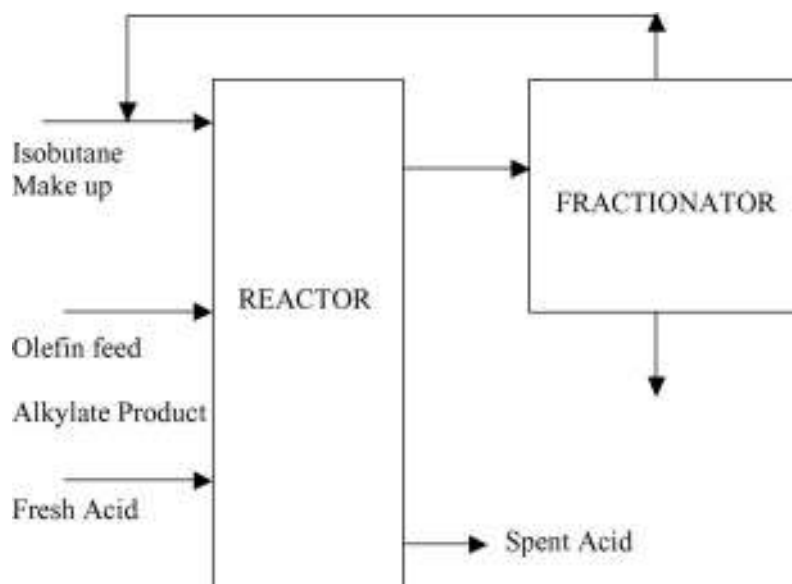 Isobutane
Make up
FRACTIONATOR
REACTOR
Olefin feed
Alkylate Product
Fresh Acid
Spent Acid